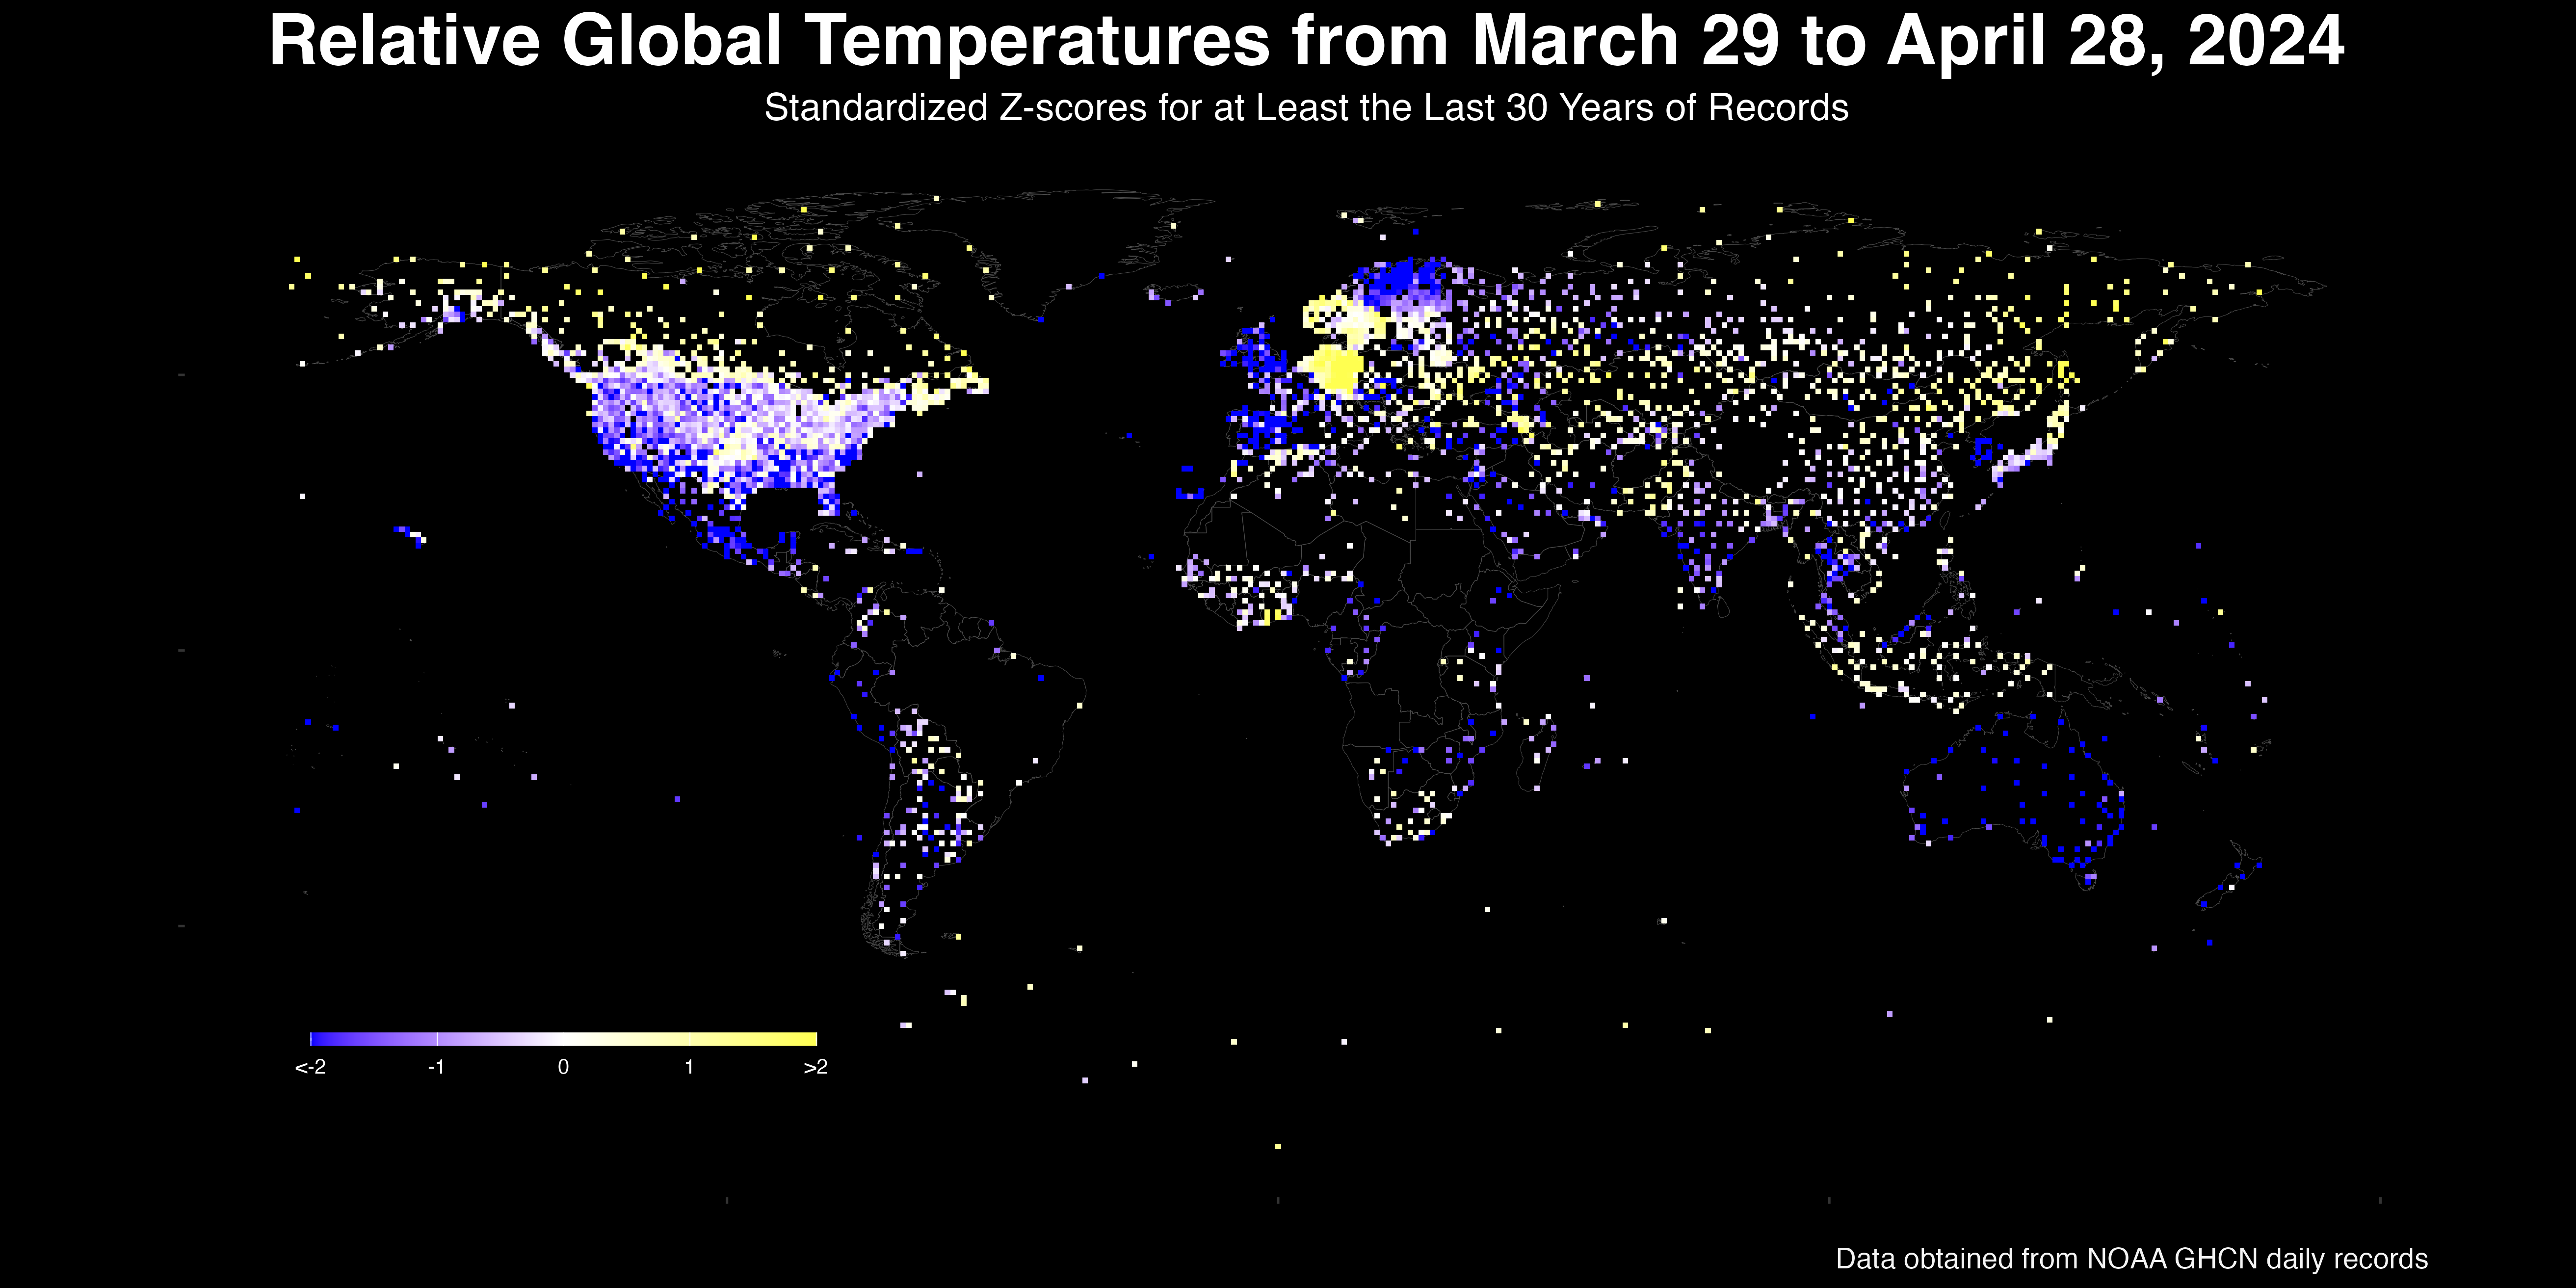 Relative Global Temperatures from March 29 to April 28, 2024
Standardized Z-scores for at Least the Last 30 Years of Records
<-2 -1 0 1 >2
Data obtained from NOAA GHCN daily records